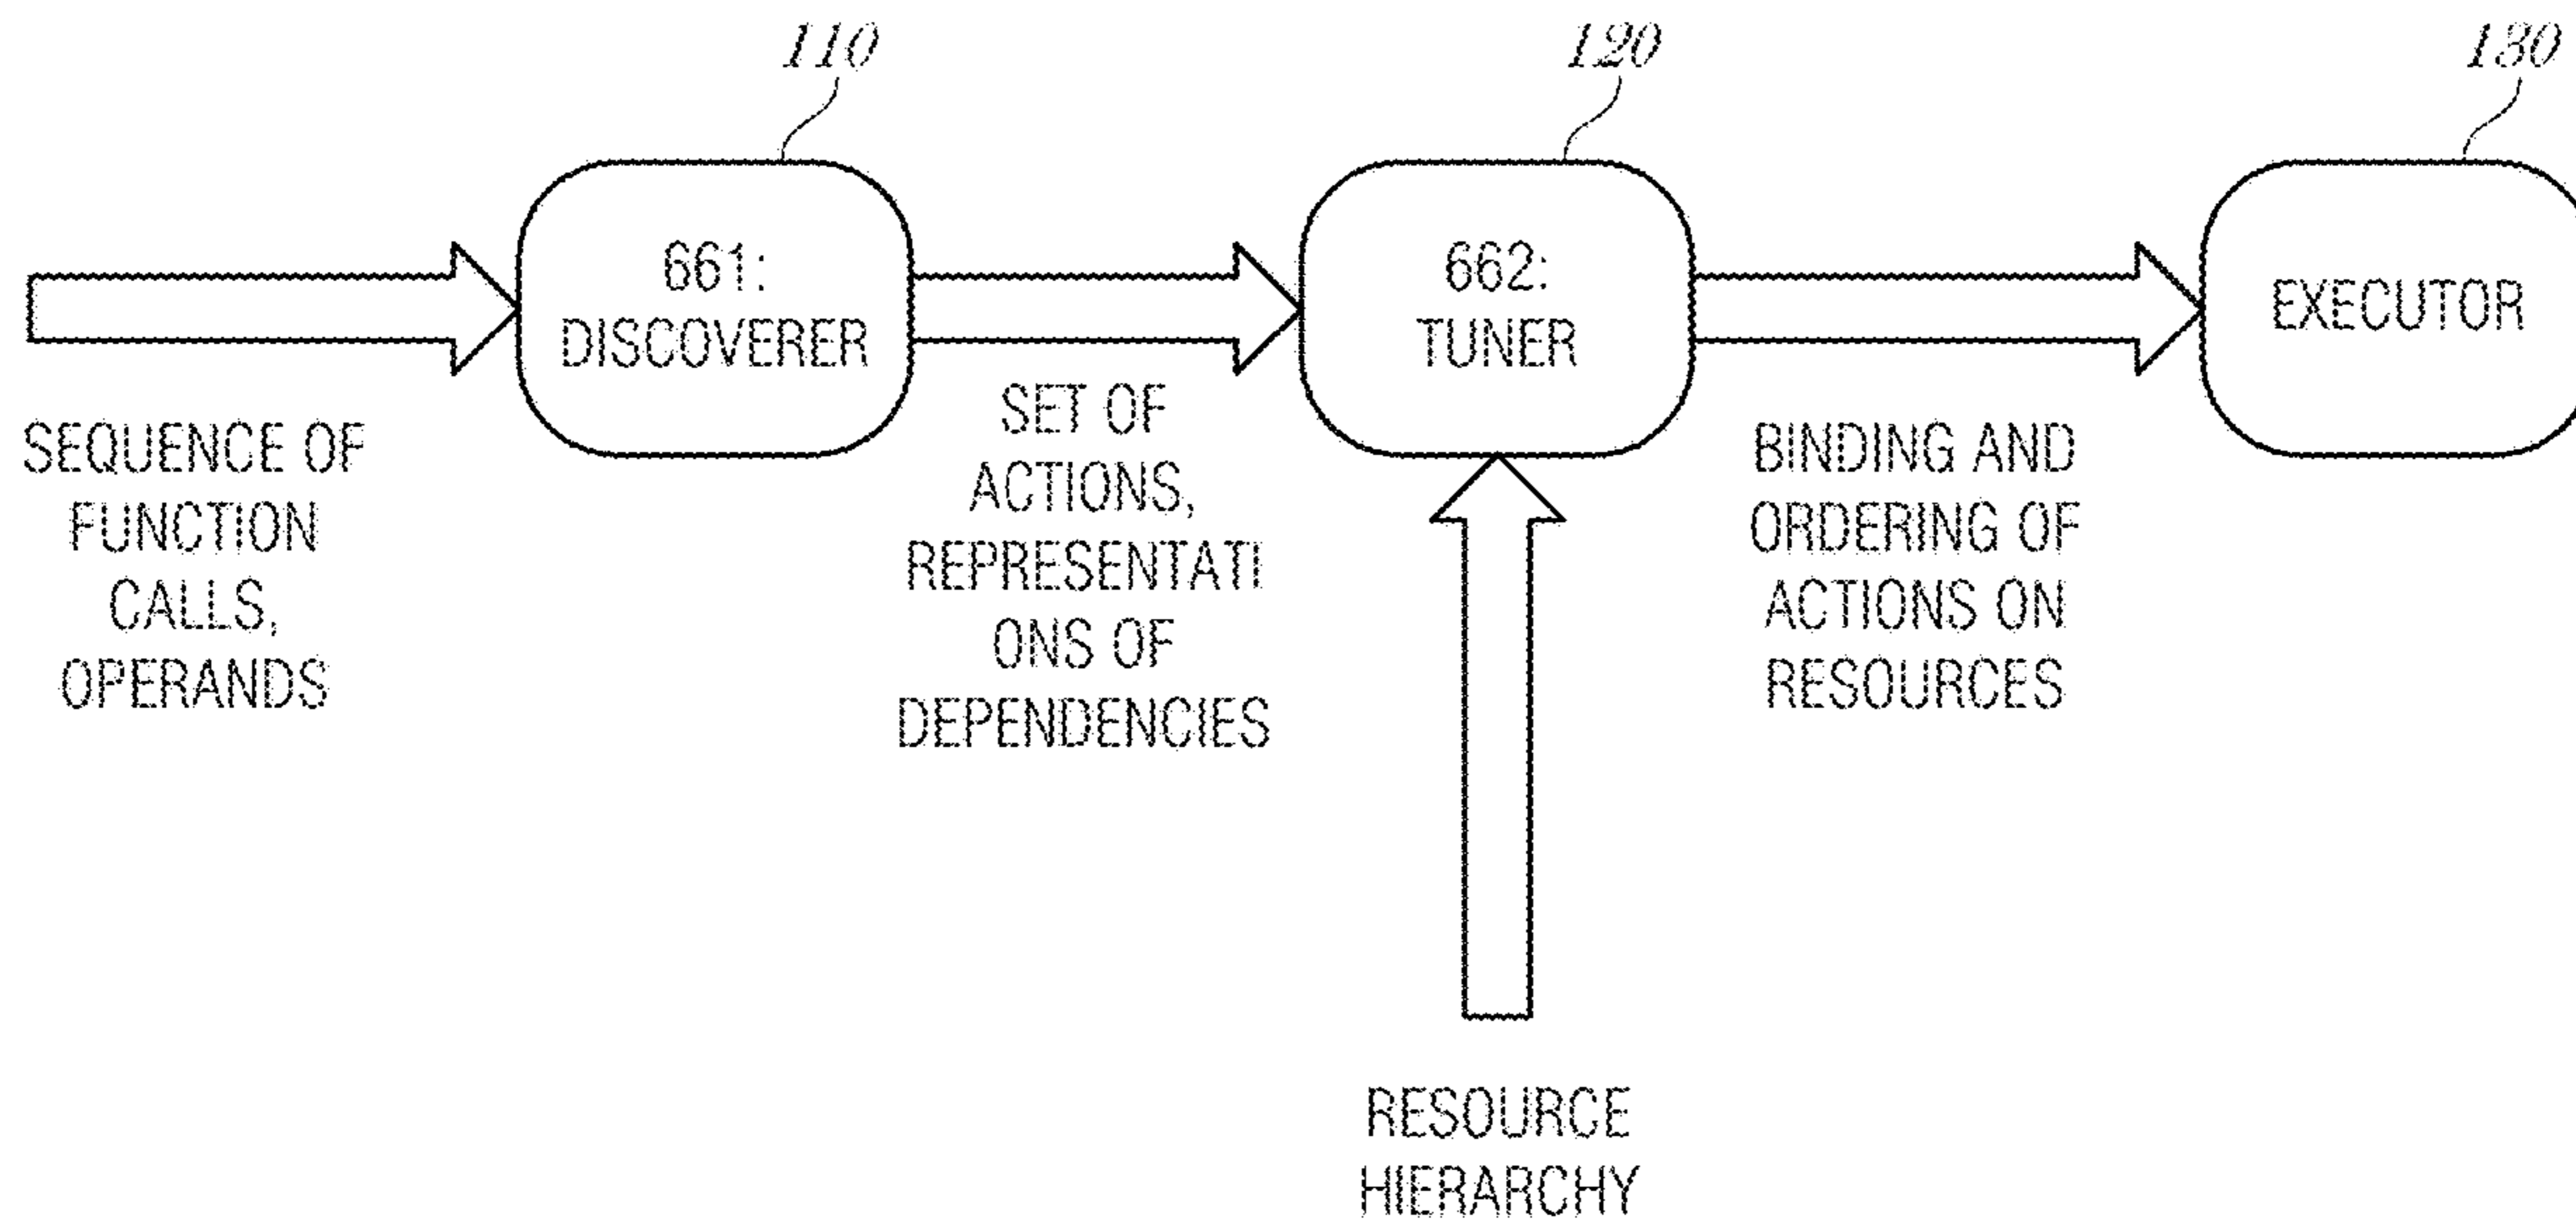 110
120
130
661:
DISCOVERER
662:
TUNER
EXECUTOR
SEQUENCE OF
FUNCTION
CALLS,
OPERANDS
SET OF
ACTIONS,
REPRESENTATI
ONS OF
DEPENDENCIES
BINDING AND
ORDERING OF
ACTIONS ON
RESOURCES
RESOURCE
HIERARCHY